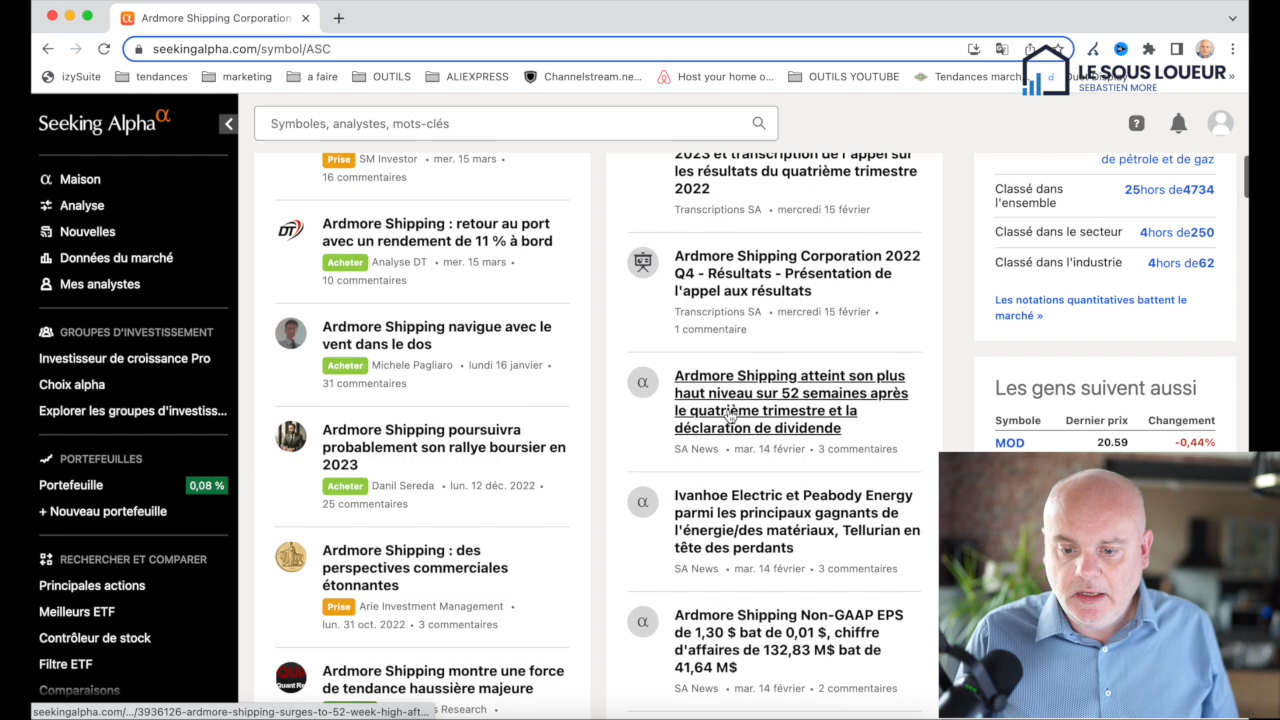 Ardmore Shipping Corporation
seekingalpha.com/symbol/ASC
izySuite
tendances
marketing
a faire
OUTILS
ALIEXPRESS
Channelstream.ne...
Host your home o...
OUTILS YOUTUBE
Tendances march...
LE SOUS LOUEUR
SEBASTIEN MORE
Seeking Alpha α
Symboles, analystes, mots-clés
Maison
Analyse
Nouvelles
Données du marché
Mes analystes
GROUPES D'INVESTISSEMENT
Investisseur de croissance Pro
Choix alpha
Explorer les groupes d'investiss...
PORTEFEUILLES
Portefeuille 0,08 %
+ Nouveau portefeuille
RECHERCHER ET COMPARER
Principales actions
Meilleurs ETF
Contrôleur de stock
Filtre ETF
Comparaisons
Prise SM Investor • mer. 15 mars •
16 commentaires
Ardmore Shipping : retour au port
avec un rendement de 11 % à bord
Acheter Analyse DT • mer. 15 mars •
10 commentaires
Ardmore Shipping navigue avec le
vent dans le dos
Acheter Michele Pagliaro • lundi 16 janvier •
31 commentaires
Ardmore Shipping poursuivra
probablement son rallye boursier en
2023
Acheter Danil Sereda • lun. 12 déc. 2022 •
25 commentaires
Ardmore Shipping : des
perspectives commerciales
étonnantes
Prise Arie Investment Management •
lun. 31 oct. 2022 • 3 commentaires
Ardmore Shipping montre une force
de tendance haussière majeure
Research
2023 et transcription de l'appel sur
les résultats du quatrième trimestre
2022
Transcriptions SA • mercredi 15 février
Ardmore Shipping Corporation 2022
Q4 - Résultats - Présentation de
l'appel aux résultats
Transcriptions SA • mercredi 15 février •
1 commentaire
Ardmore Shipping atteint son plus
haut niveau sur 52 semaines après
le quatrième trimestre et la
déclaration de dividende
SA News • mar. 14 février • 3 commentaires
Ivanhoe Electric et Peabody Energy
parmi les principaux gagnants de
l'énergie/des matériaux, Tellurian en
tête des perdants
SA News • mar. 14 février • 3 commentaires
Ardmore Shipping Non-GAAP EPS
de 1,30 $ bat de 0,01 $, chiffre
d'affaires de 132,83 M$ bat de
41,64 M$
SA News • mar. 14 février • 2 commentaires
de pétrole et de gaz
Classé dans
l'ensemble
25hors de4734
Classé dans le secteur 4hors de250
Classé dans l'industrie 4hors de62
Les notations quantitatives battent le
marché »
Les gens suivent aussi
Symbole Dernier prix Changement
MOD 20.59 -0,44%
seekingalpha.com/.../3936126-ardmore-shipping-surges-to-52-week-high-aft...